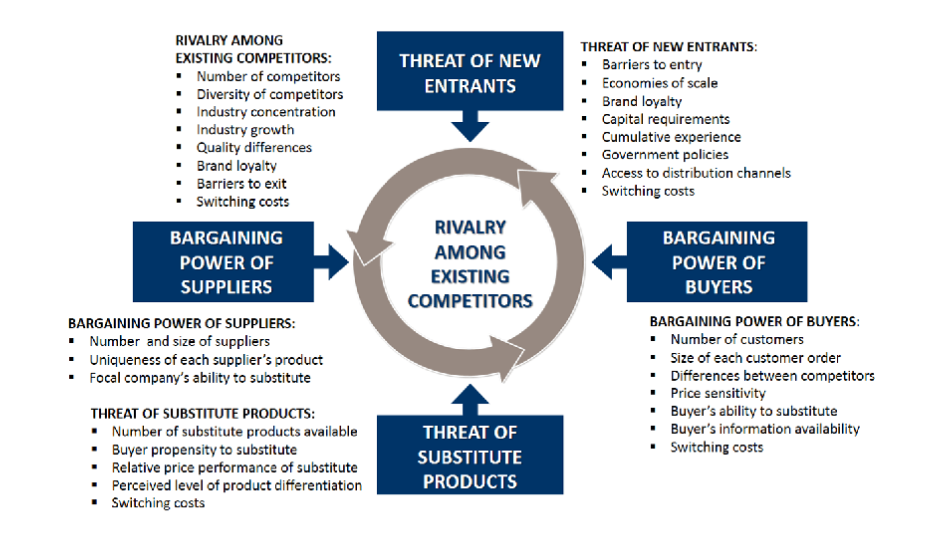 RIVALRY AMONG
EXISTING COMPETITORS:
▪ Number of competitors
▪ Diversity of competitors
▪ Industry concentration
▪ Industry growth
▪ Quality differences
▪ Brand loyalty
▪ Barriers to exit
▪ Switching costs
THREAT OF NEW
ENTRANTS
THREAT OF NEW ENTRANTS:
▪ Barriers to entry
▪ Economies of scale
▪ Brand loyalty
▪ Capital requirements
▪ Cumulative experience
▪ Government policies
▪ Access to distribution channels
▪ Switching costs
BARGAINING
POWER OF
SUPPLIERS
RIVALRY
AMONG
EXISTING
COMPETITORS
BARGAINING
POWER OF
BUYERS
BARGAINING POWER OF SUPPLIERS:
▪ Number and size of suppliers
▪ Uniqueness of each supplier's product
▪ Focal company's ability to substitute
BARGAINING POWER OF BUYERS:
▪ Number of customers
▪ Size of each customer order
▪ Differences between competitors
▪ Price sensitivity
▪ Buyer's ability to substitute
▪ Buyer's information availability
▪ Switching costs
THREAT OF SUBSTITUTE PRODUCTS:
▪ Number of substitute products available
▪ Buyer propensity to substitute
▪ Relative price performance of substitute
▪ Perceived level of product differentiation
▪ Switching costs
THREAT OF
SUBSTITUTE
PRODUCTS